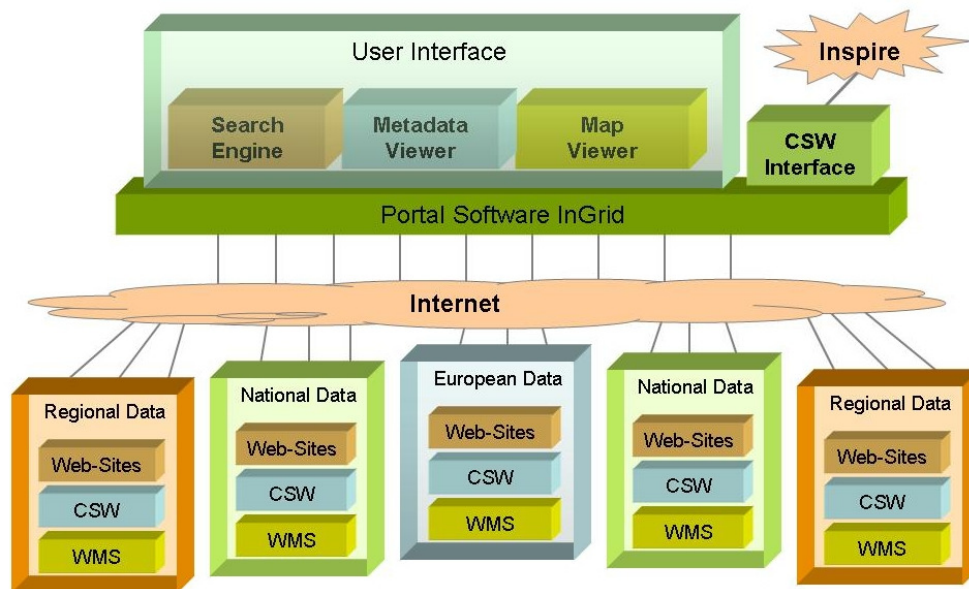 User Interface
Inspire
Search
Engine
Metadata
Viewer
Map
Viewer
CSW
Interface
Portal Software InGrid
Internet
Regional Data
Web-Sites
CSW
WMS
National Data
Web-Sites
CSW
WMS
European Data
Web-Sites
CSW
WMS
National Data
Web-Sites
CSW
WMS
Regional Data
Web-Sites
CSW
WMS